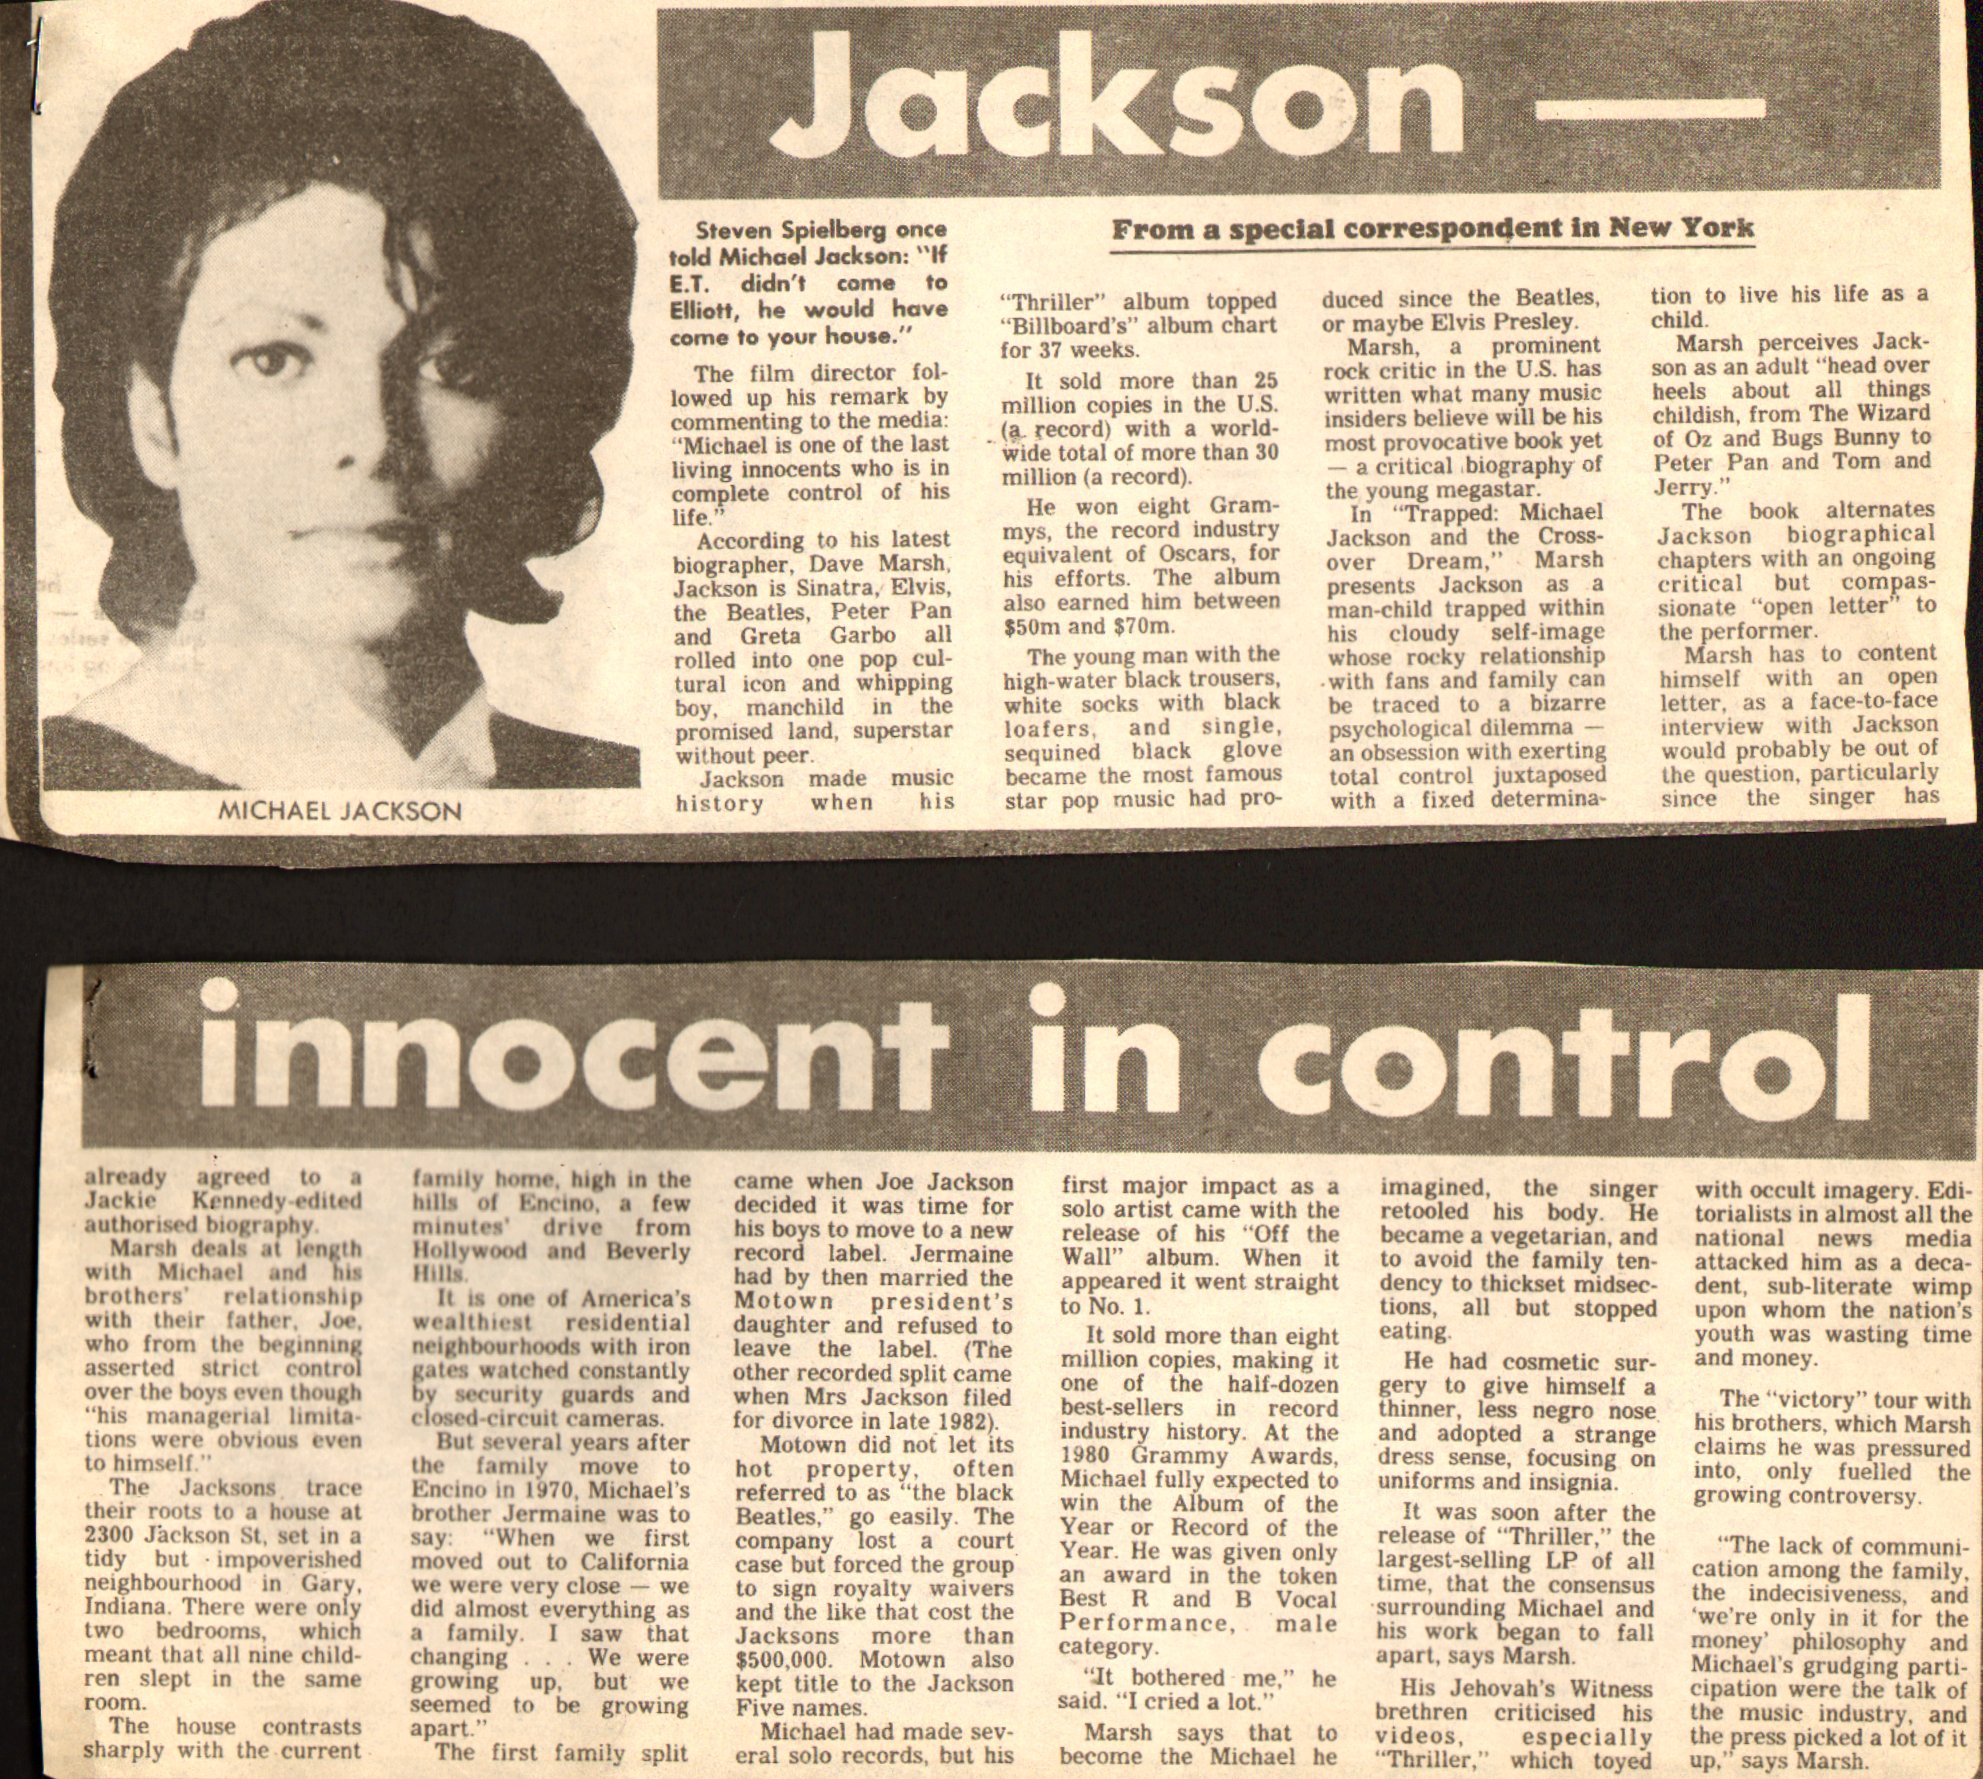 Jackson —
From a special correspondent in New York
Steven Spielberg once
told Michael Jackson: "If
E.T. didn't come to
Elliott, he would have
come to your house."
The film director fol-
lowed up his remark by
commenting to the media:
"Michael is one of the last
living innocents who is in
complete control of his
life."
According to his latest
biographer, Dave Marsh,
Jackson is Sinatra, Elvis,
the Beatles, Peter Pan
and Greta Garbo all
rolled into one pop cul-
tural icon and whipping
boy, manchild in the
promised land, superstar
without peer.
Jackson made music
history when his
"Thriller" album topped
"Billboard's" album chart
for 37 weeks.
It sold more than 25
million copies in the U.S.
(a record) with a world-
wide total of more than 30
million (a record).
He won eight Gram-
mys, the record industry
equivalent of Oscars, for
his efforts. The album
also earned him between
$50m and $70m.
The young man with the
high-water black trousers,
white socks with black
loafers, and single,
sequined black glove
became the most famous
star pop music had pro-
duced since the Beatles,
or maybe Elvis Presley.
Marsh, a prominent
rock critic in the U.S. has
written what many music
insiders believe will be his
most provocative book yet
— a critical biography of
the young megastar.
In "Trapped: Michael
Jackson and the Cross-
over Dream," Marsh
presents Jackson as a
man-child trapped within
his cloudy self-image
whose rocky relationship
with fans and family can
be traced to a bizarre
psychological dilemma —
an obsession with exerting
total control juxtaposed
with a fixed determina-
tion to live his life as a
child.
Marsh perceives Jack-
son as an adult "head over
heels about all things
childish, from The Wizard
of Oz and Bugs Bunny to
Peter Pan and Tom and
Jerry."
The book alternates
Jackson biographical
chapters with an ongoing
critical but compas-
sionate "open letter" to
the performer.
Marsh has to content
himself with an open
letter, as a face-to-face
interview with Jackson
would probably be out of
the question, particularly
since the singer has
MICHAEL JACKSON
innocent in control
already agreed to a
Jackie Kennedy-edited
authorised biography.
Marsh deals at length
with Michael and his
brothers' relationship
with their father, Joe,
who from the beginning
asserted strict control
over the boys even though
"his managerial limita-
tions were obvious even
to himself."
The Jacksons trace
their roots to a house at
2300 Jackson St, set in a
tidy but impoverished
neighbourhood in Gary,
Indiana. There were only
two bedrooms, which
meant that all nine child-
ren slept in the same
room.
The house contrasts
sharply with the current
family home, high in the
hills of Encino, a few
minutes' drive from
Hollywood and Beverly
Hills.
It is one of America's
wealthiest residential
neighbourhoods with iron
gates watched constantly
by security guards and
closed-circuit cameras.
But several years after
the family move to
Encino in 1970, Michael's
brother Jermaine was to
say: "When we first
moved out to California
we were very close — we
did almost everything as
a family. I saw that
changing . . . We were
growing up, but we
seemed to be growing
apart."
The first family split
came when Joe Jackson
decided it was time for
his boys to move to a new
record label. Jermaine
had by then married the
Motown president's
daughter and refused to
leave the label. (The
other recorded split came
when Mrs Jackson filed
for divorce in late 1982).
Motown did not let its
hot property, often
referred to as "the black
Beatles," go easily. The
company lost a court
case but forced the group
to sign royalty waivers
and the like that cost the
Jacksons more than
$500,000. Motown also
kept title to the Jackson
Five names.
Michael had made sev-
eral solo records, but his
first major impact as a
solo artist came with the
release of his "Off the
Wall" album. When it
appeared it went straight
to No. 1.
It sold more than eight
million copies, making it
one of the half-dozen
best-sellers in record
industry history. At the
1980 Grammy Awards,
Michael fully expected to
win the Album of the
Year or Record of the
Year. He was given only
an award in the token
Best R and B Vocal
Performance, male
category.
"It bothered me," he
said. "I cried a lot."
Marsh says that to
become the Michael he
imagined, the singer
retooled his body. He
became a vegetarian, and
to avoid the family ten-
dency to thickset midsec-
tions, all but stopped
eating.
He had cosmetic sur-
gery to give himself a
thinner, less negro nose
and adopted a strange
dress sense, focusing on
uniforms and insignia.
It was soon after the
release of "Thriller," the
largest-selling LP of all
time, that the consensus
surrounding Michael and
his work began to fall
apart, says Marsh.
His Jehovah's Witness
brethren criticised his
videos, especially
"Thriller," which toyed
with occult imagery. Edi-
torialists in almost all the
national news media
attacked him as a deca-
dent, sub-literate wimp
upon whom the nation's
youth was wasting time
and money.
The "victory" tour with
his brothers, which Marsh
claims he was pressured
into, only fuelled the
growing controversy.
"The lack of communi-
cation among the family,
the indecisiveness, and
'we're only in it for the
money' philosophy and
Michael's grudging parti-
cipation were the talk of
the music industry, and
the press picked a lot of it
up," says Marsh.